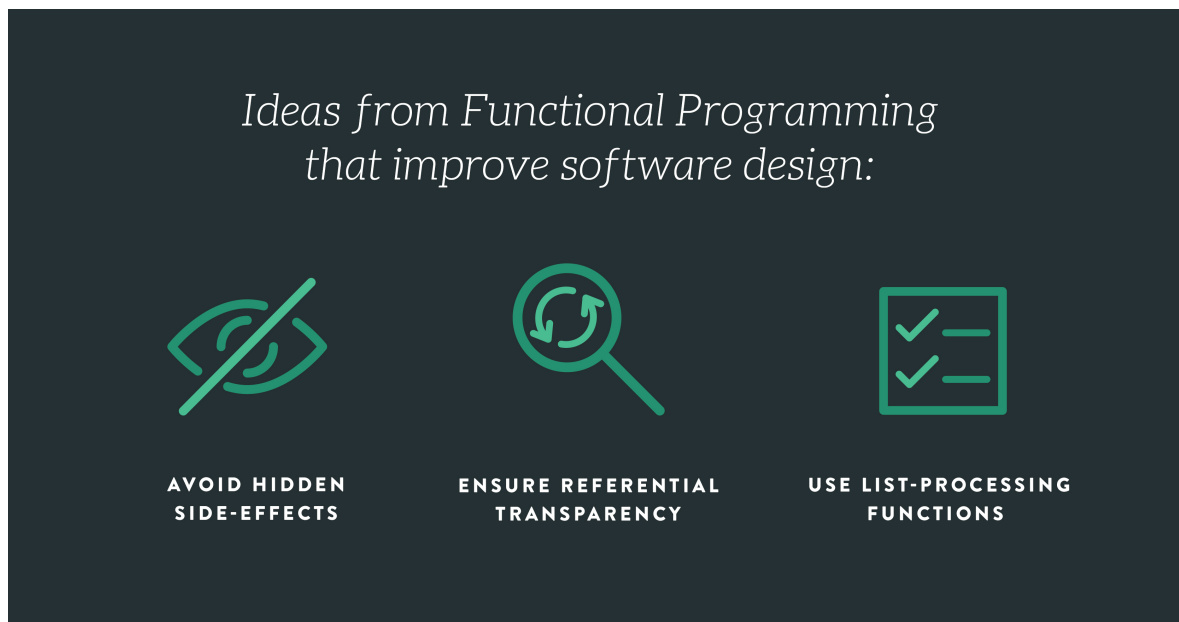 Ideas from Functional Programming
that improve software design:
AVOID HIDDEN
SIDE-EFFECTS
ENSURE REFERENTIAL
TRANSPARENCY
USE LIST-PROCESSING
FUNCTIONS